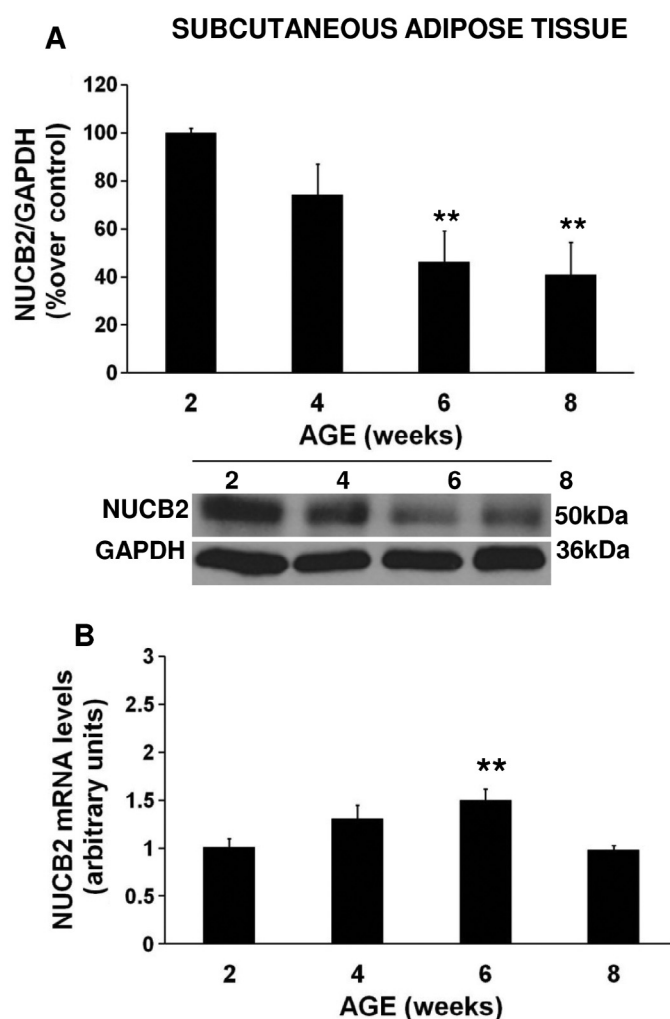 SUBCUTANEOUS ADIPOSE TISSUE
A
NUCB2/GAPDH
(%over control)
120
100
80
60
40
20
0
** **
2 4 6 8
AGE (weeks)
2 4 6 8
NUCB2 50kDa
GAPDH 36kDa
B
NUCB2 mRNA levels
(arbitrary units)
3
2.5
2
1.5
1
0.5
0
**
2 4 6 8
AGE (weeks)